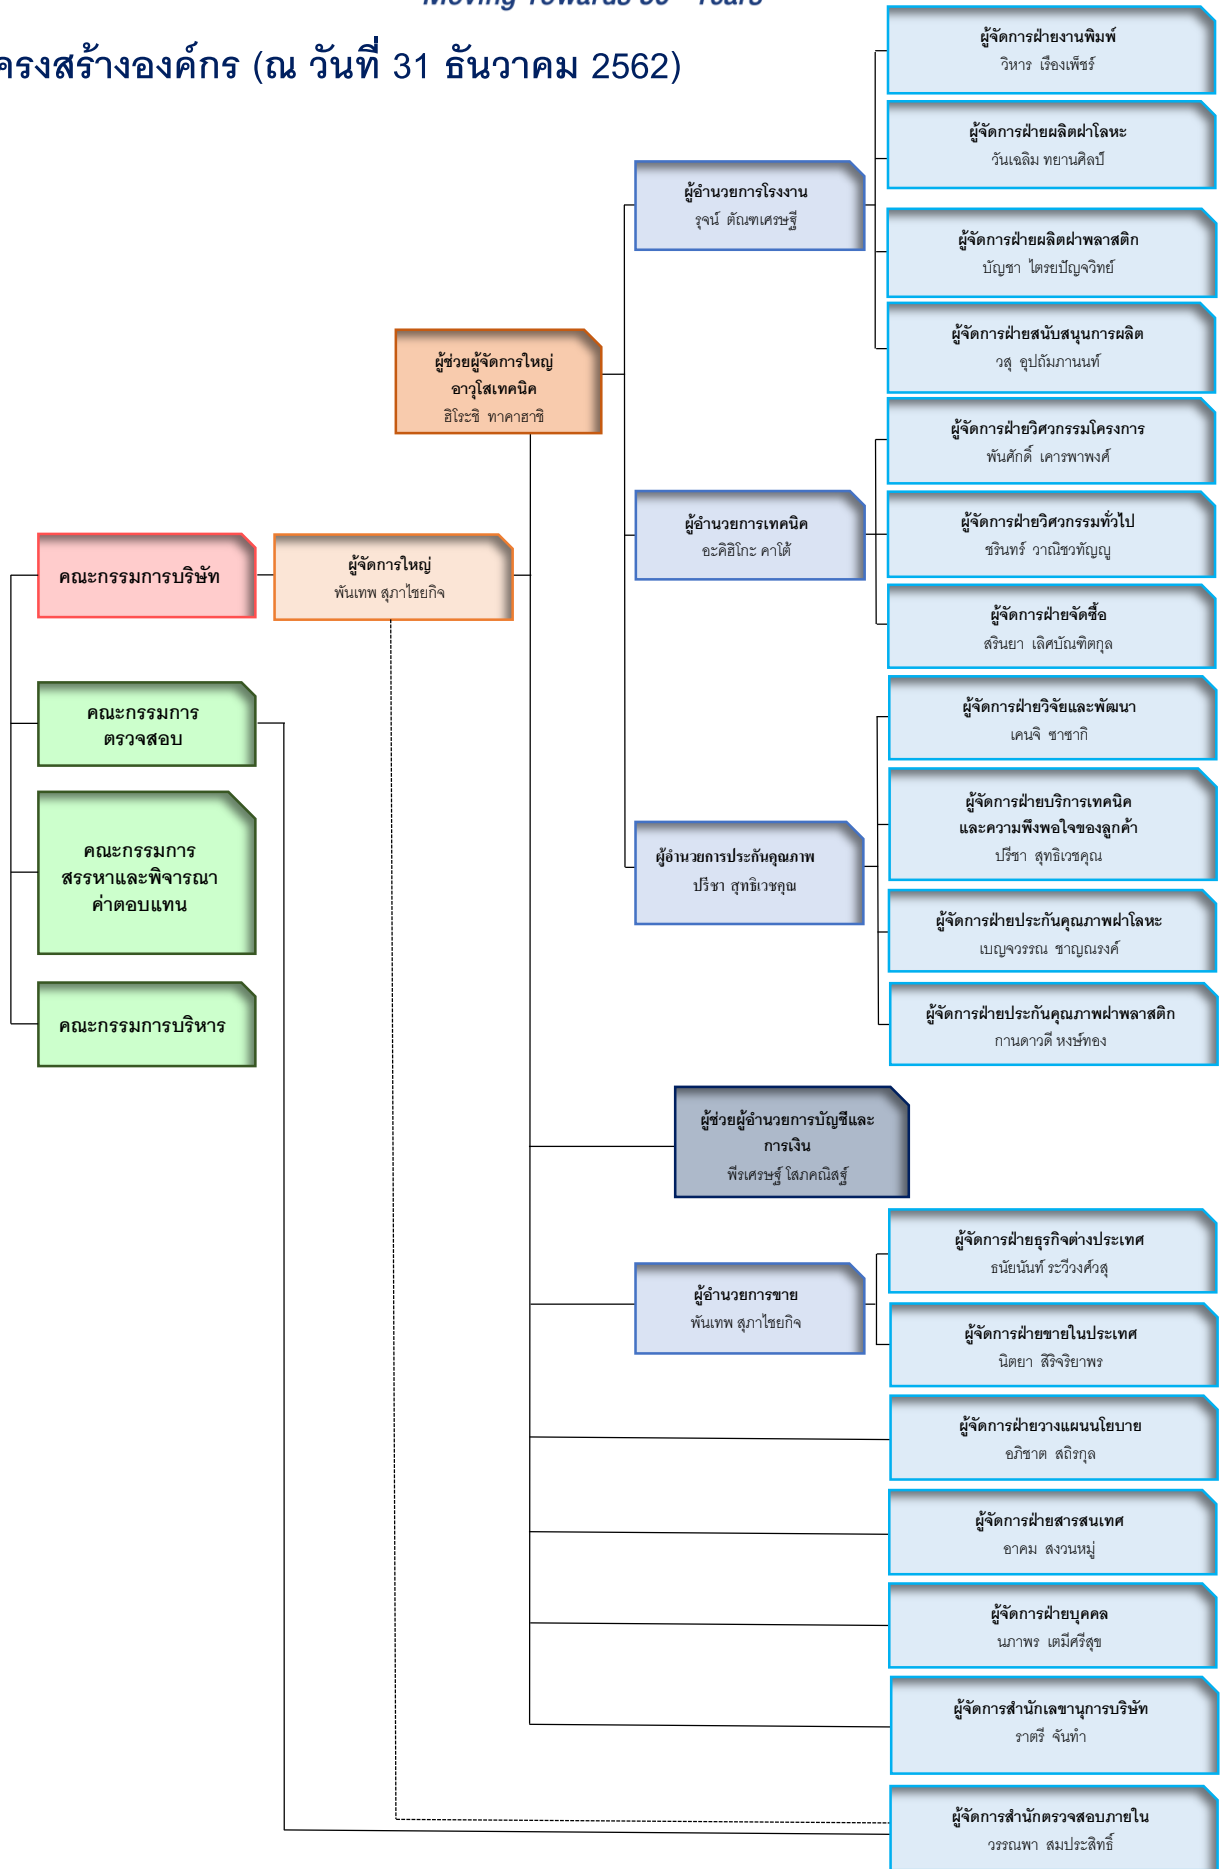 โครงสร้างองค์กร (ณ วันที่ 31 ธันวาคม 2562)
ผู้จัดการฝ่ายงานพิมพ์
วิหาร เรืองเพ็ชร์
ผู้จัดการฝ่ายผลิตฝาโลหะ
วันเฉลิม ทยานศิลป์
ผู้อำนวยการโรงงาน
รุจน์ ตัณฑเศรษฐี
ผู้จัดการฝ่ายผลิตฝาพลาสติก
บัญชา ไตรยปัญจวิทย์
ผู้จัดการฝ่ายสนับสนุนการผลิต
วสุ อุปถัมภานนท์
ผู้ช่วยผู้จัดการใหญ่
อาวุโสเทคนิค
ฮิโระชิ ทาคาฮาชิ
ผู้จัดการฝ่ายวิศวกรรมโครงการ
พันศักดิ์ เคารพาพงศ์
ผู้อำนวยการเทคนิค
อะคิฮิโกะ คาโต้
ผู้จัดการฝ่ายวิศวกรรมทั่วไป
ชรินทร์ วาณิชวทัญญู
คณะกรรมการบริษัท
ผู้จัดการใหญ่
พันเทพ สุภาไชยกิจ
ผู้จัดการฝ่ายจัดซื้อ
สรินยา เลิศบัณฑิตกุล
คณะกรรมการ
ตรวจสอบ
ผู้จัดการฝ่ายวิจัยและพัฒนา
เคนจิ ซาซากิ
ผู้จัดการฝ่ายบริการเทคนิค
และความพึงพอใจของลูกค้า
ปรีชา สุทธิเวชคุณ
คณะกรรมการ
สรรหาและพิจารณา
ค่าตอบแทน
ผู้อำนวยการประกันคุณภาพ
ปรีชา สุทธิเวชคุณ
ผู้จัดการฝ่ายประกันคุณภาพฝาโลหะ
เบญจวรรณ ชาญณรงค์
คณะกรรมการบริหาร
ผู้จัดการฝ่ายประกันคุณภาพฝาพลาสติก
กานดาวดี หงษ์ทอง
ผู้ช่วยผู้อำนวยการบัญชีและ
การเงิน
พีรเศรษฐ์ โสภคณิสฐ์
ผู้จัดการฝ่ายธุรกิจต่างประเทศ
ธนัยนันท์ ระวีวงศ์วสุ
ผู้อำนวยการขาย
พันเทพ สุภาไชยกิจ
ผู้จัดการฝ่ายขายในประเทศ
นิตยา สิริจริยาพร
ผู้จัดการฝ่ายวางแผนนโยบาย
อภิชาต สถิรกุล
ผู้จัดการฝ่ายสารสนเทศ
อาคม สงวนหมู่
ผู้จัดการฝ่ายบุคคล
นภาพร เตมีศรีสุข
ผู้จัดการสำนักเลขานุการบริษัท
ราตรี จันทำ
ผู้จัดการสำนักตรวจสอบภายใน
วรรณพา สมประสิทธิ์